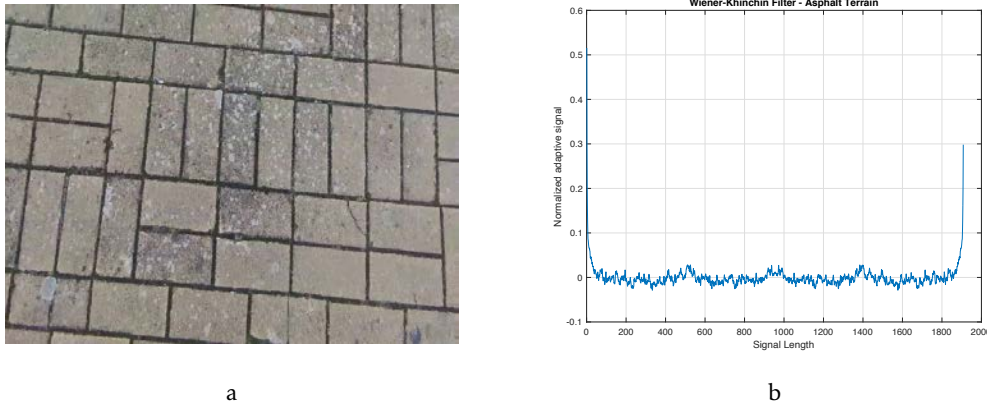 Wiener-Khinchin Filter - Asphalt Terrain
0.6
0.5
0.4
0.3
0.2
0.1
0
-0.1
Normalized adaptive signal
0 200 400 600 800 1000 1200 1400 1600 1800 2000
Signal Length
a b